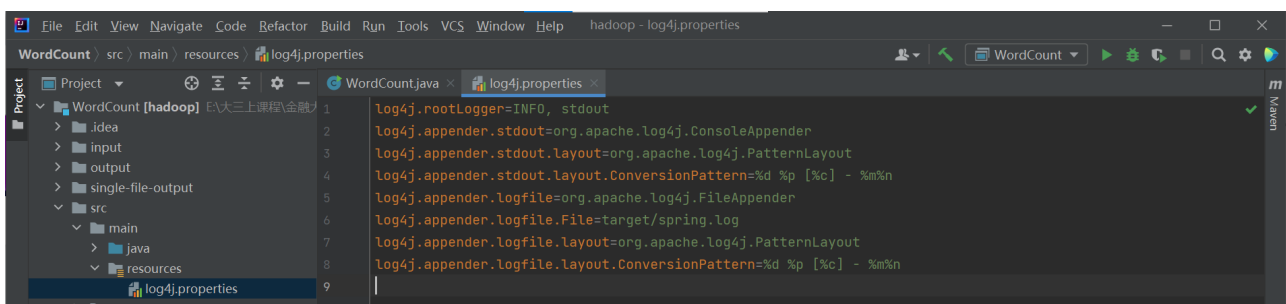 File Edit View Navigate Code Refactor Build Run Tools VCS Window Help hadoop - log4j.properties
WordCount src main resources log4j.properties WordCount
Project Project WordCount.java log4j.properties m Maven
WordCount [hadoop] E:\大三上课程\金融大
.idea
input
output
single-file-output
src
main
java
resources
log4j.properties
1 log4j.rootLogger=INFO, stdout
2 log4j.appender.stdout=org.apache.log4j.ConsoleAppender
3 log4j.appender.stdout.layout=org.apache.log4j.PatternLayout
4 log4j.appender.stdout.layout.ConversionPattern=%d %p [%c] - %m%n
5 log4j.appender.logfile=org.apache.log4j.FileAppender
6 log4j.appender.logfile.File=target/spring.log
7 log4j.appender.logfile.layout=org.apache.log4j.PatternLayout
8 log4j.appender.logfile.layout.ConversionPattern=%d %p [%c] - %m%n
9